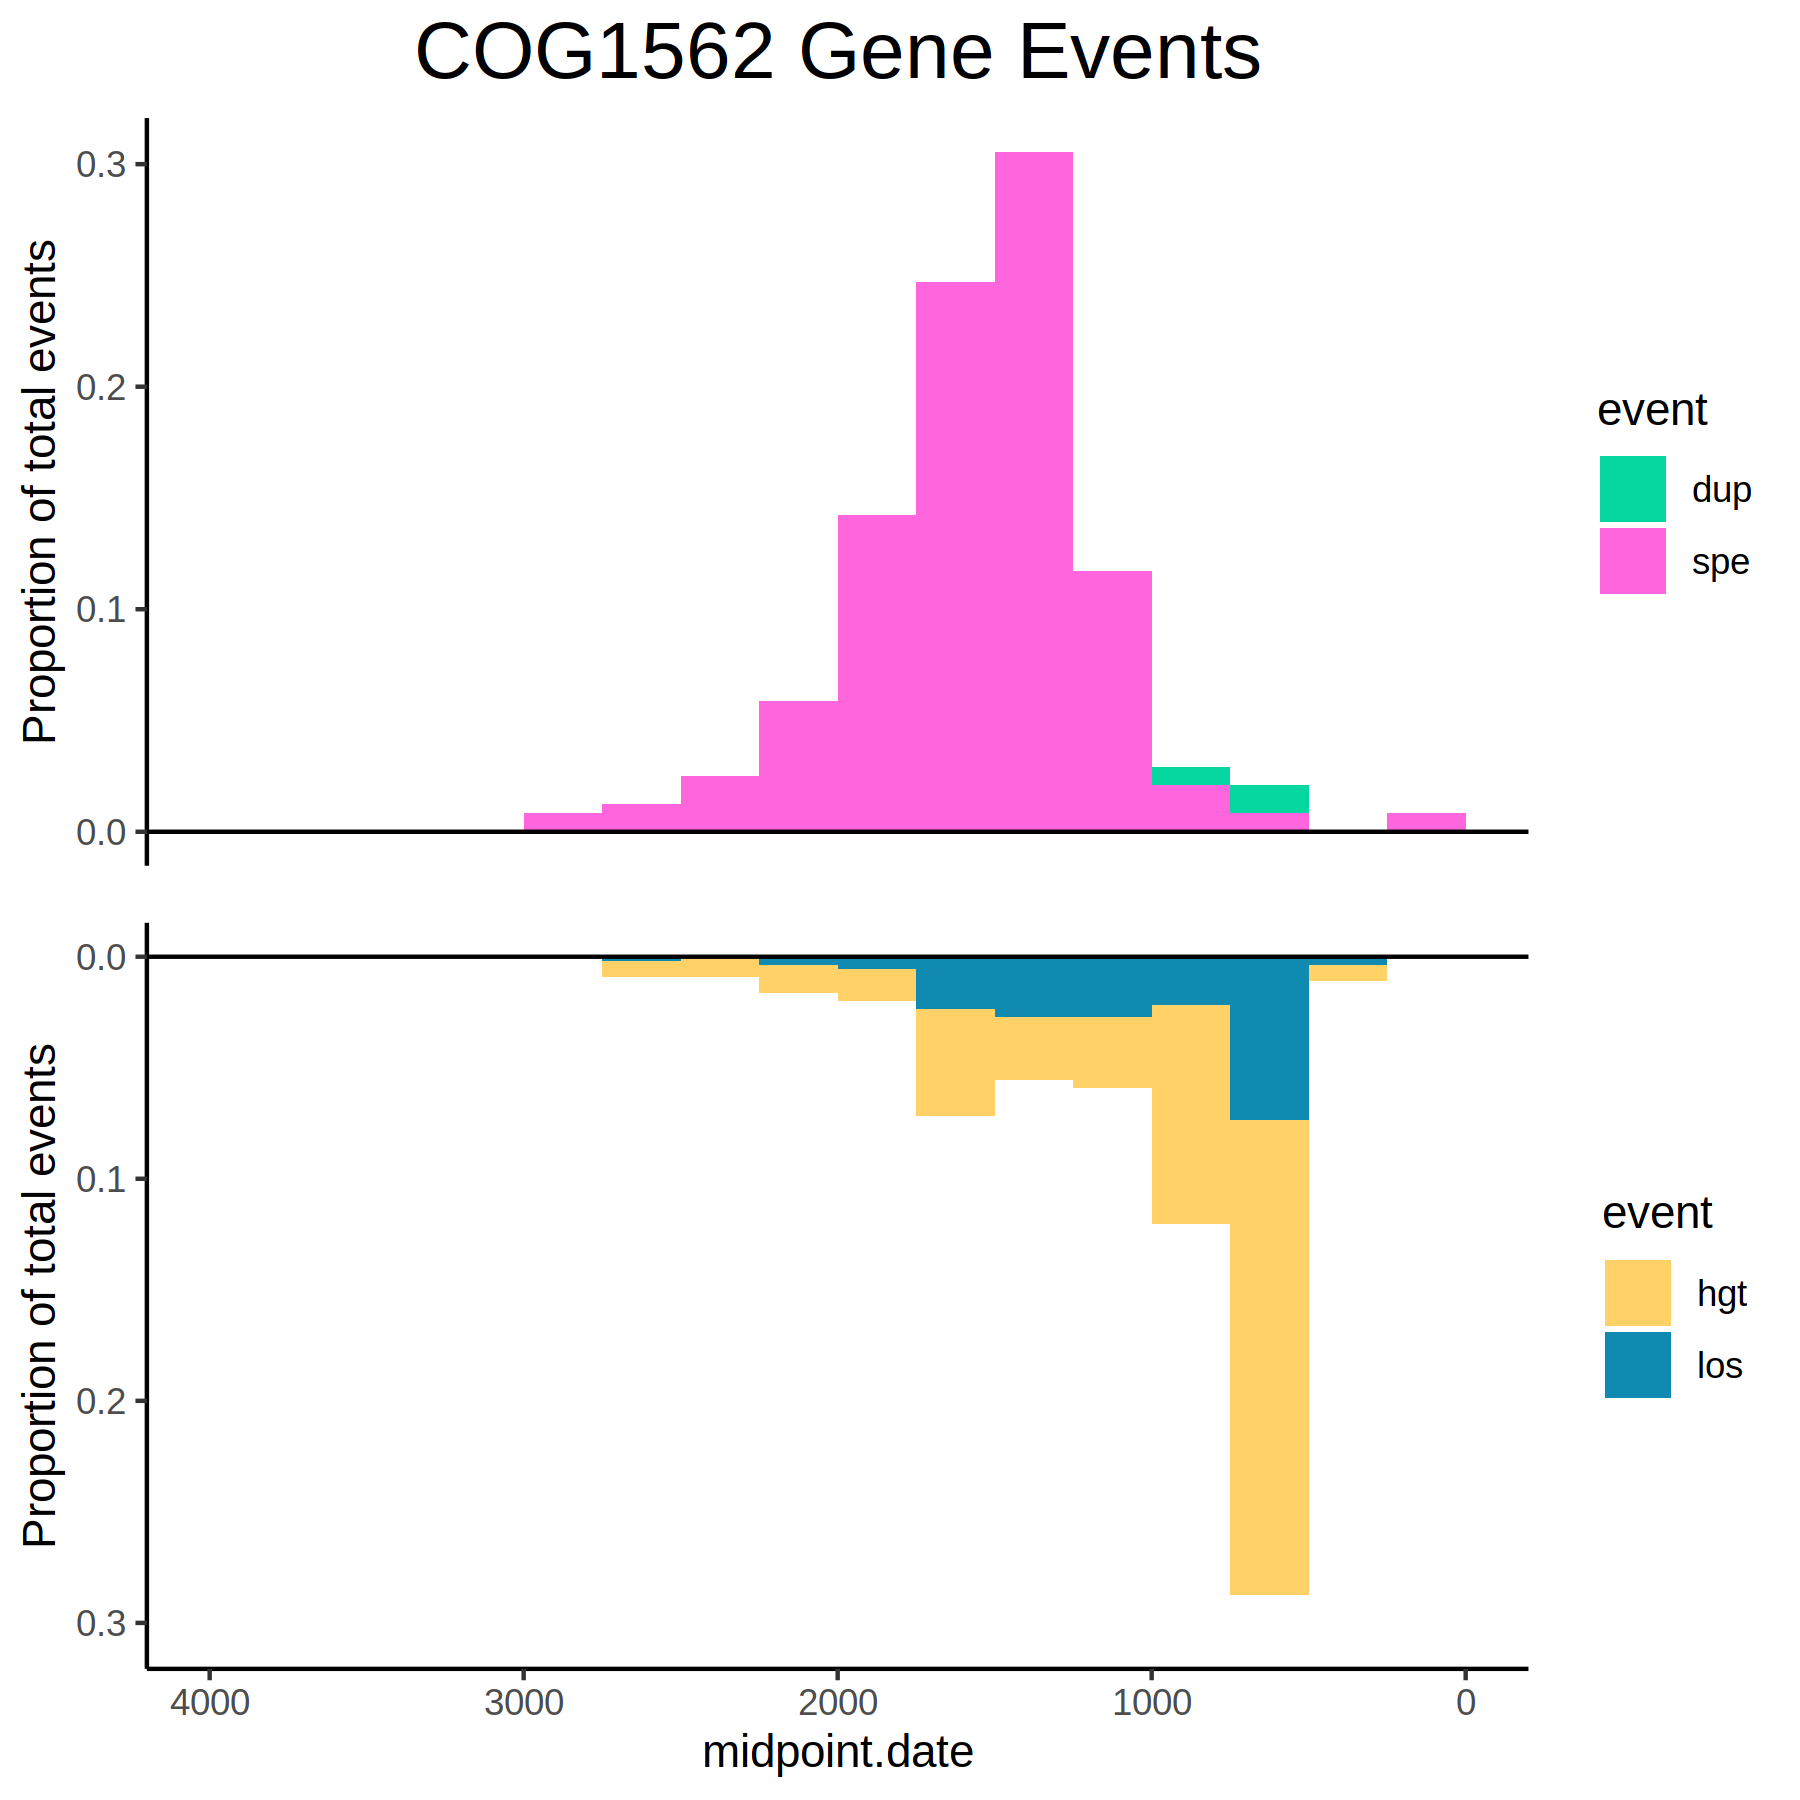 COG1562 Gene Events
Proportion of total events
0.3
0.2
0.1
0.0
event
dup
spe
Proportion of total events
0.0
0.1
0.2
0.3
event
hgt
los
4000 3000 2000 1000 0
midpoint.date